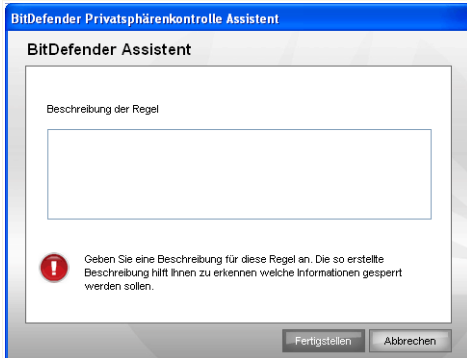 BitDefender Privatsphärenkontrolle Assistent
BitDefender Assistent
Beschreibung der Regel
Geben Sie eine Beschreibung für diese Regel an. Die so erstellte
Beschreibung hilft Ihnen zu erkennen welche Informationen gesperrt
werden sollen.
Fertigstellen Abbrechen